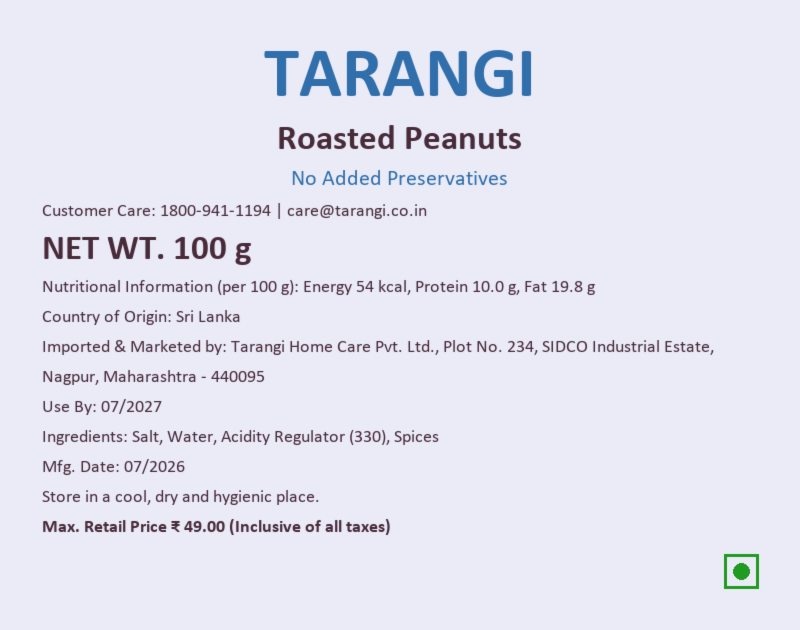 TARANGI
Roasted Peanuts
No Added Preservatives
Customer Care: 1800-941-1194 | care@tarangi.co.in
NET WT. 100 g
Nutritional Information (per 100 g): Energy 54 kcal, Protein 10.0 g, Fat 19.8 g
Country of Origin: Sri Lanka
Imported & Marketed by: Tarangi Home Care Pvt. Ltd., Plot No. 234, SIDCO Industrial Estate,
Nagpur, Maharashtra - 440095
Use By: 07/2027
Ingredients: Salt, Water, Acidity Regulator (330), Spices
Mfg. Date: 07/2026
Store in a cool, dry and hygienic place.
Max. Retail Price ₹ 49.00 (Inclusive of all taxes)